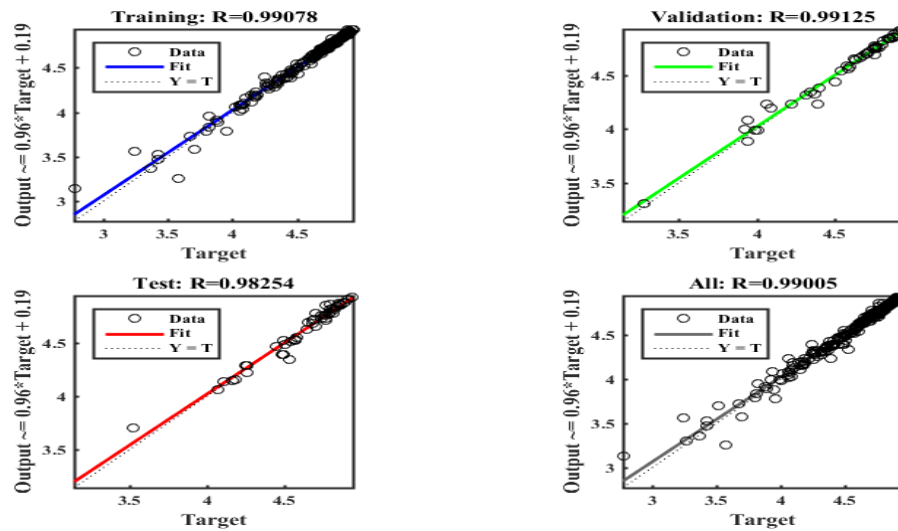 Training: R=0.99078
Data
Fit
Y = T
Output ~= 0.96*Target + 0.19
4.5
4
3.5
3
3
3.5
4
4.5
Target
Validation: R=0.99125
Data
Fit
Y = T
Output ~= 0.96*Target + 0.19
4.5
4
3.5
3.5
4
4.5
Target
Test: R=0.98254
Data
Fit
Y = T
Output ~= 0.96*Target + 0.19
4.5
4
3.5
3.5
4
4.5
Target
All: R=0.99005
Data
Fit
Y = T
Output ~= 0.96*Target + 0.19
4.5
4
3.5
3
3
3.5
4
4.5
Target